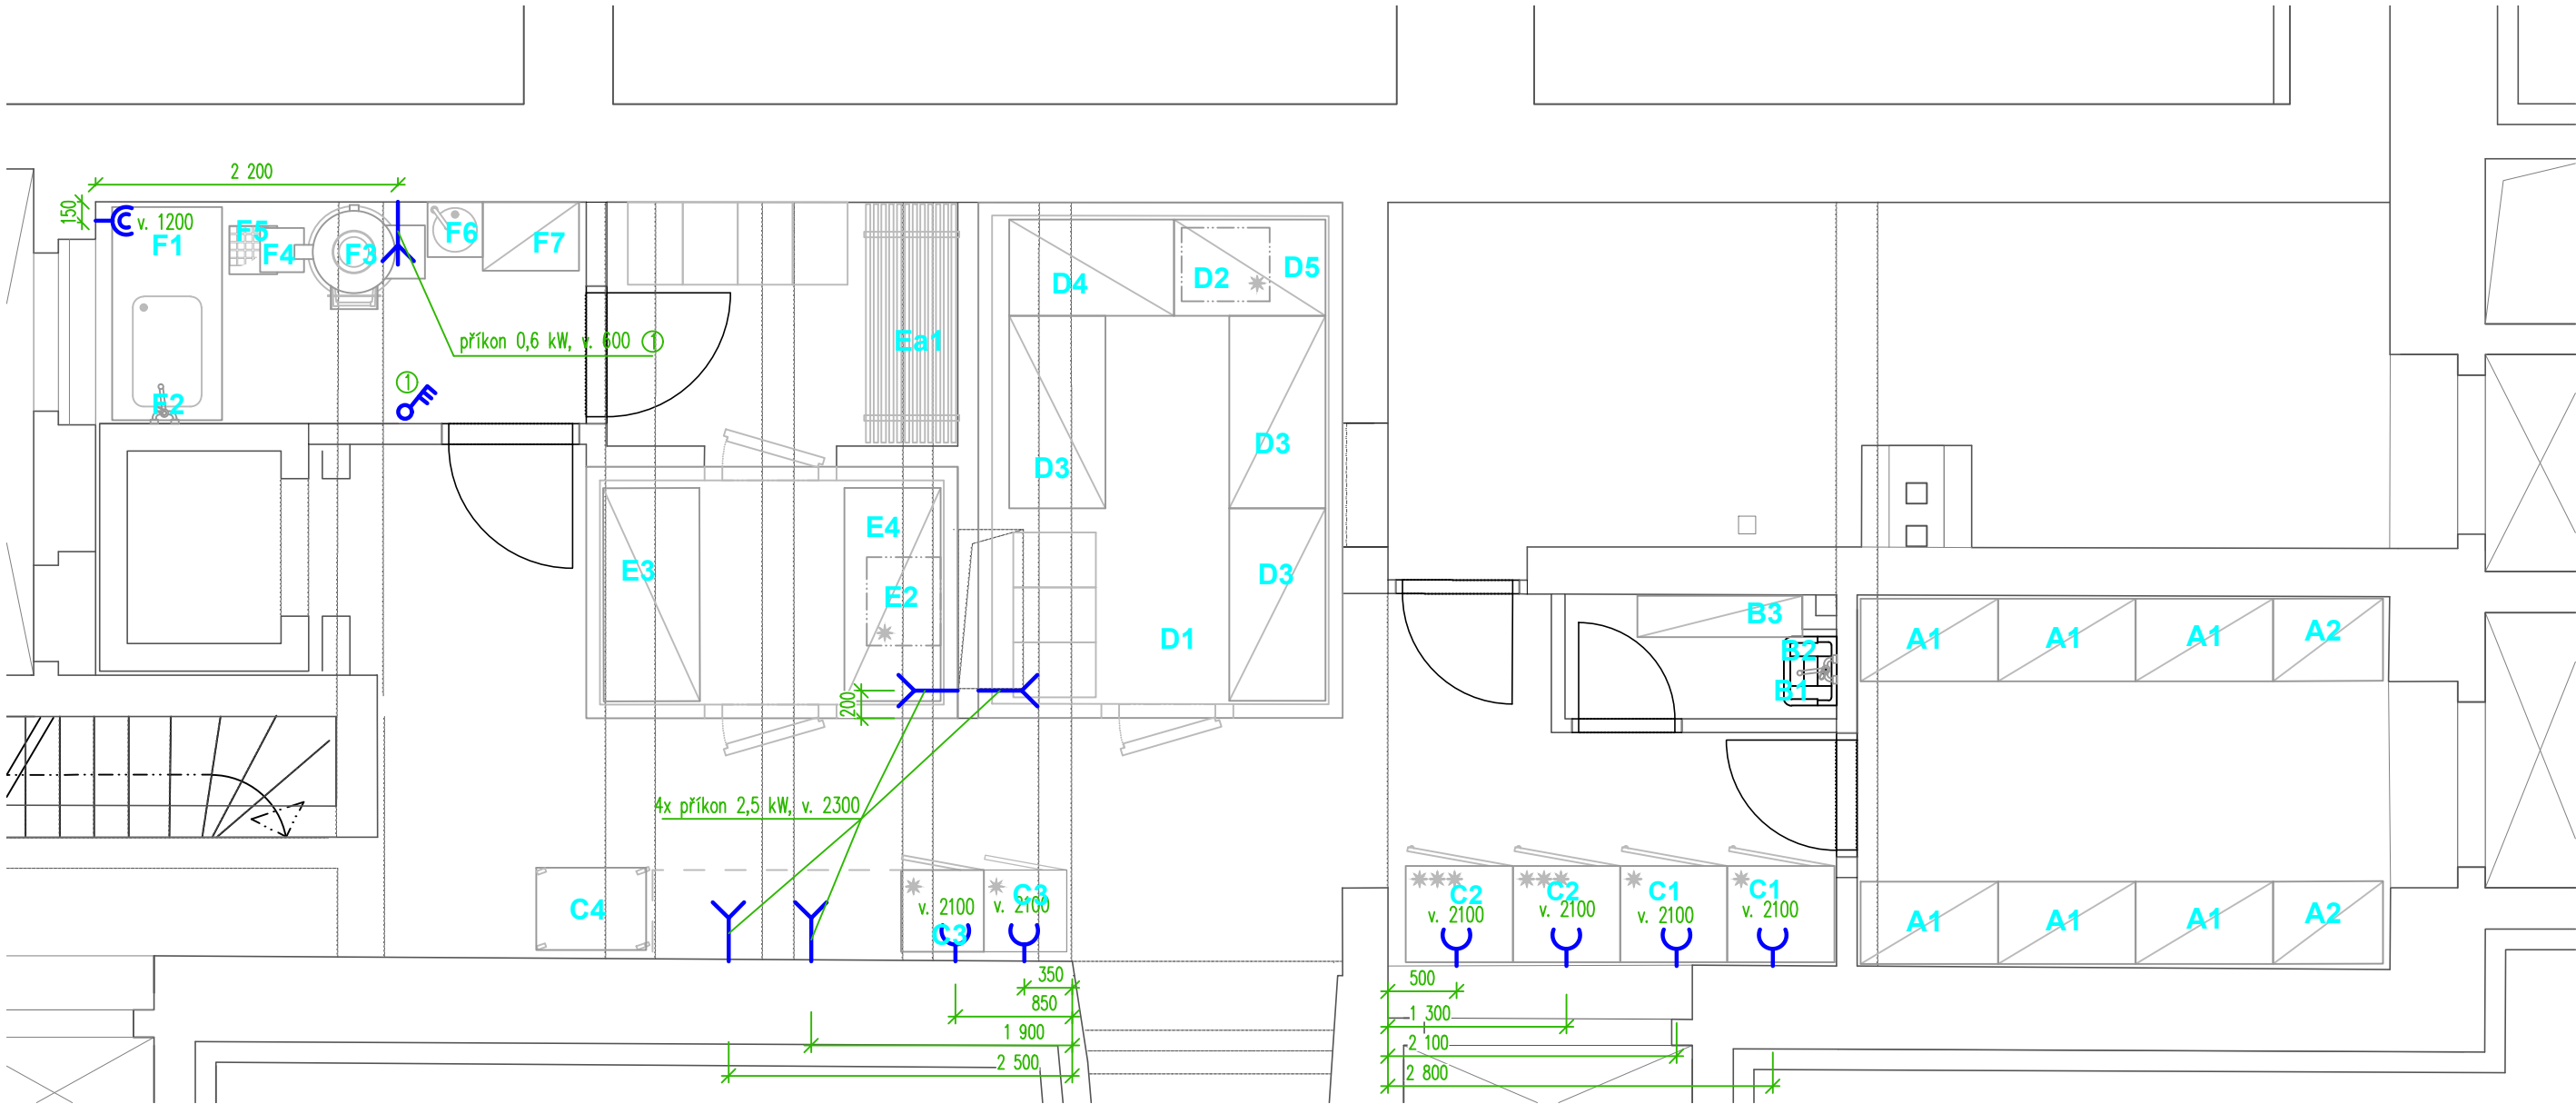 2 200
150
v. 1200
F1
F5
F4
F3
F6
F7
D4
D2
D5
příkon 0,6 kW, v. 600 ①
Ea1
①
F2
D3
D3
E4
E3
E2
D3
D1
B3
B2
B1
A1
A1
A1
A2
200
4x příkon 2,5 kW, v. 2300
C4
C3
v. 2100
v. 2100
C3
C2
C2
C1
C1
v. 2100
v. 2100
v. 2100
v. 2100
A1
A1
A1
A2
350
850
1 900
2 500
500
1 300
2 100
2 800